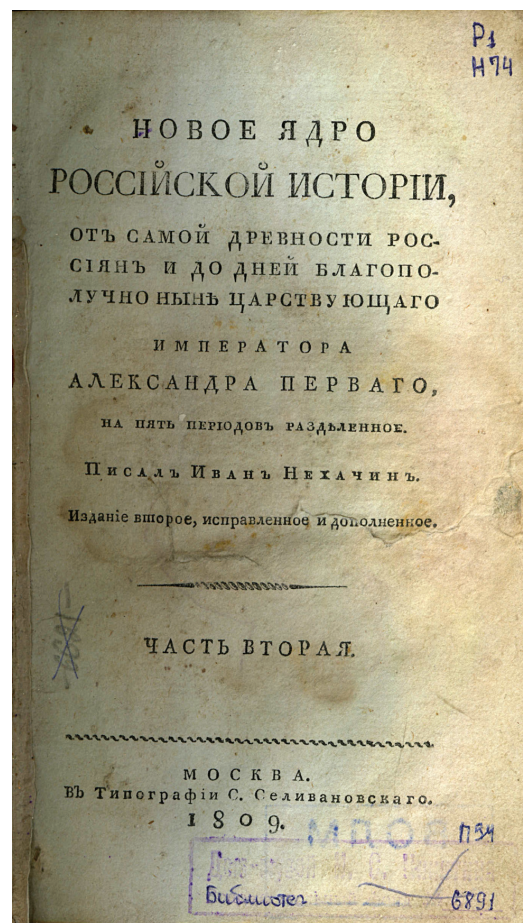 Р1
Н74
НОВОЕ ЯДРО
РОССІЙСКОЙ ИСТОРІИ,
ОТЪ САМОЙ ДРЕВНОСТИ РОС-
СІЯНЪ И ДО ДНЕЙ БЛАГОПО-
ЛУЧНО НЫНѢ ЦАРСТВУЮЩАГО
ИМПЕРАТОРА
АЛЕКСАНДРА ПЕРВАГО,
НА ПЯТЬ ПЕРІОДОВЪ РАЗДѢЛЕННОЕ.
Писалъ Иванъ Нехачинъ.
Изданіе второе, исправленное и дополненное.
ЧАСТЬ ВТОРАЯ.
МОСКВА.
Въ Типографіи С. Селивановскаго.
1809.
П34
Библиотег
6891